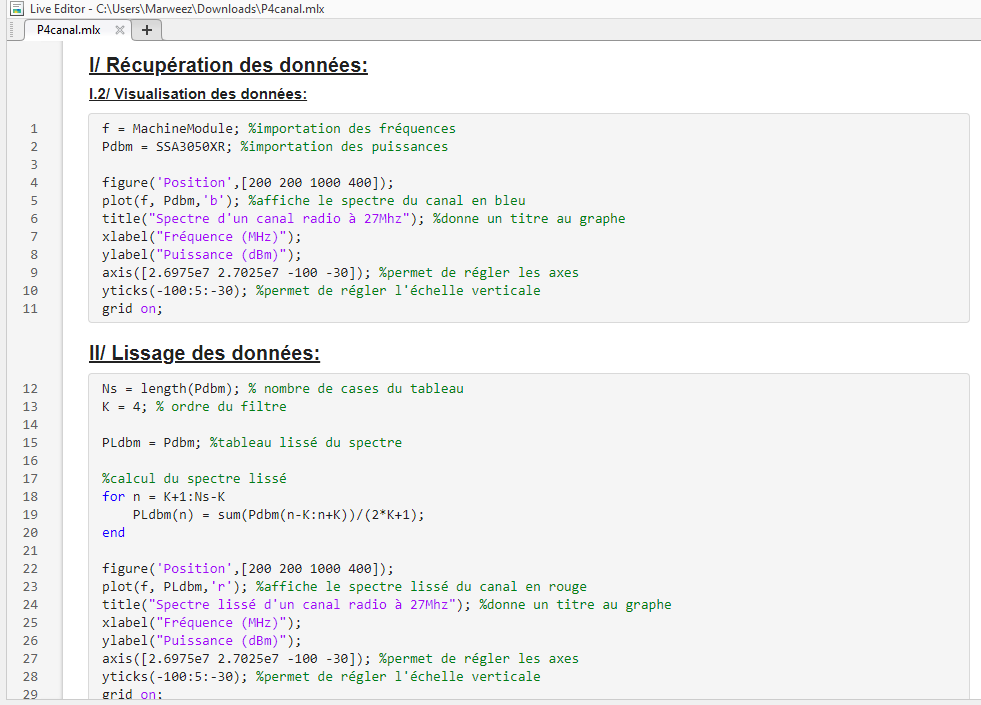 Live Editor - C:\Users\Marweez\Downloads\P4canal.mlx
P4canal.mlx × +
I/ Récupération des données:
I.2/ Visualisation des données:
1 f = MachineModule; %importation des fréquences
2 Pdbm = SSA3050XR; %importation des puissances
3
4 figure('Position',[200 200 1000 400]);
5 plot(f, Pdbm,'b'); %affiche le spectre du canal en bleu
6 title("Spectre d'un canal radio à 27Mhz"); %donne un titre au graphe
7 xlabel("Fréquence (MHz)");
8 ylabel("Puissance (dBm)");
9 axis([2.6975e7 2.7025e7 -100 -30]); %permet de régler les axes
10 yticks(-100:5:-30); %permet de régler l'échelle verticale
11 grid on;
II/ Lissage des données:
12 Ns = length(Pdbm); % nombre de cases du tableau
13 K = 4; % ordre du filtre
14
15 PLdbm = Pdbm; %tableau lissé du spectre
16
17 %calcul du spectre lissé
18 for n = K+1:Ns-K
19 PLdbm(n) = sum(Pdbm(n-K:n+K))/(2*K+1);
20 end
21
22 figure('Position',[200 200 1000 400]);
23 plot(f, PLdbm,'r'); %affiche le spectre lissé du canal en rouge
24 title("Spectre lissé d'un canal radio à 27Mhz"); %donne un titre au graphe
25 xlabel("Fréquence (MHz)");
26 ylabel("Puissance (dBm)");
27 axis([2.6975e7 2.7025e7 -100 -30]); %permet de régler les axes
28 yticks(-100:5:-30); %permet de régler l'échelle verticale
29 grid on;